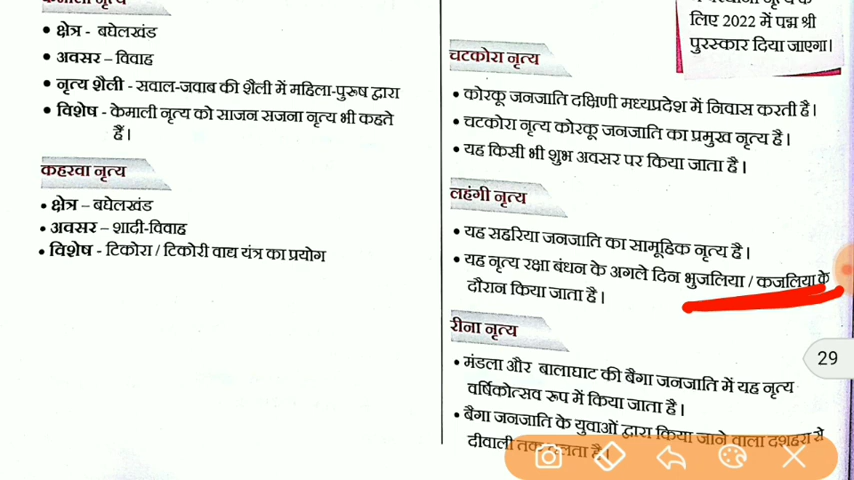 केमाली नृत्य
• क्षेत्र - बघेलखंड
• अवसर – विवाह
• नृत्य शैली - सवाल-जवाब की शैली में महिला-पुरूष द्वारा
• विशेष - केमाली नृत्य को साजन सजना नृत्य भी कहते
हैं।
कहरवा नृत्य
• क्षेत्र – बघेलखंड
• अवसर – शादी-विवाह
• विशेष - टिकोरा / टिकोरी वाद्य यंत्र का प्रयोग
नृत्य के
लिए 2022 में पद्म श्री
पुरस्कार दिया जाएगा।
चटकोरा नृत्य
• कोरकू जनजाति दक्षिणी मध्यप्रदेश में निवास करती है।
• चटकोरा नृत्य कोरकू जनजाति का प्रमुख नृत्य है।
• यह किसी भी शुभ अवसर पर किया जाता है।
लहंगी नृत्य
• यह सहरिया जनजाति का सामूहिक नृत्य है।
• यह नृत्य रक्षा बंधन के अगले दिन भुजलिया / कजलिया के
दौरान किया जाता है।
रीना नृत्य
• मंडला और बालाघाट की बैगा जनजाति में यह नृत्य
वर्षिकोत्सव रूप में किया जाता है।
• बैगा जनजाति के युवाओं द्वारा किया जाने वाला दशहरा से
दीवाली तक चलता है।
29